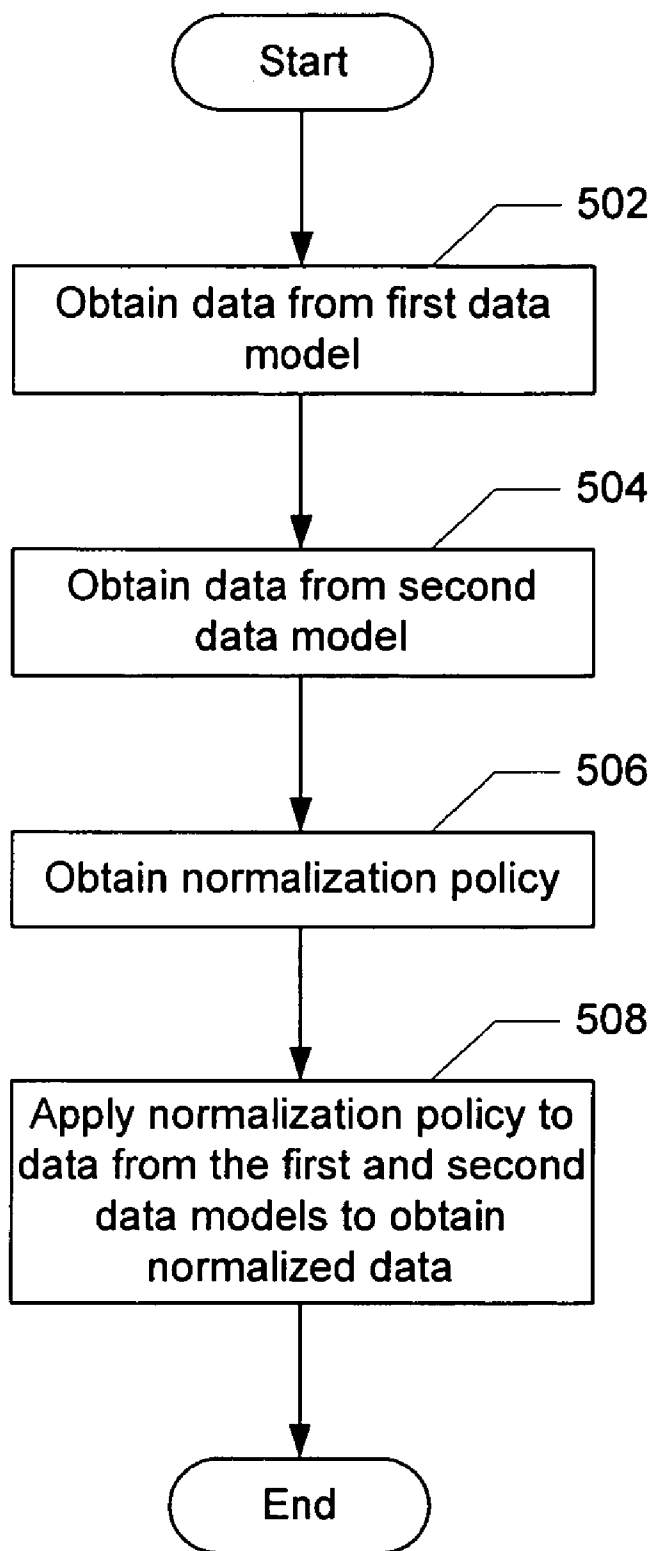 Start
502
Obtain data from first data
model
504
Obtain data from second
data model
506
Obtain normalization policy
508
Apply normalization policy to
data from the first and second
data models to obtain
normalized data
End